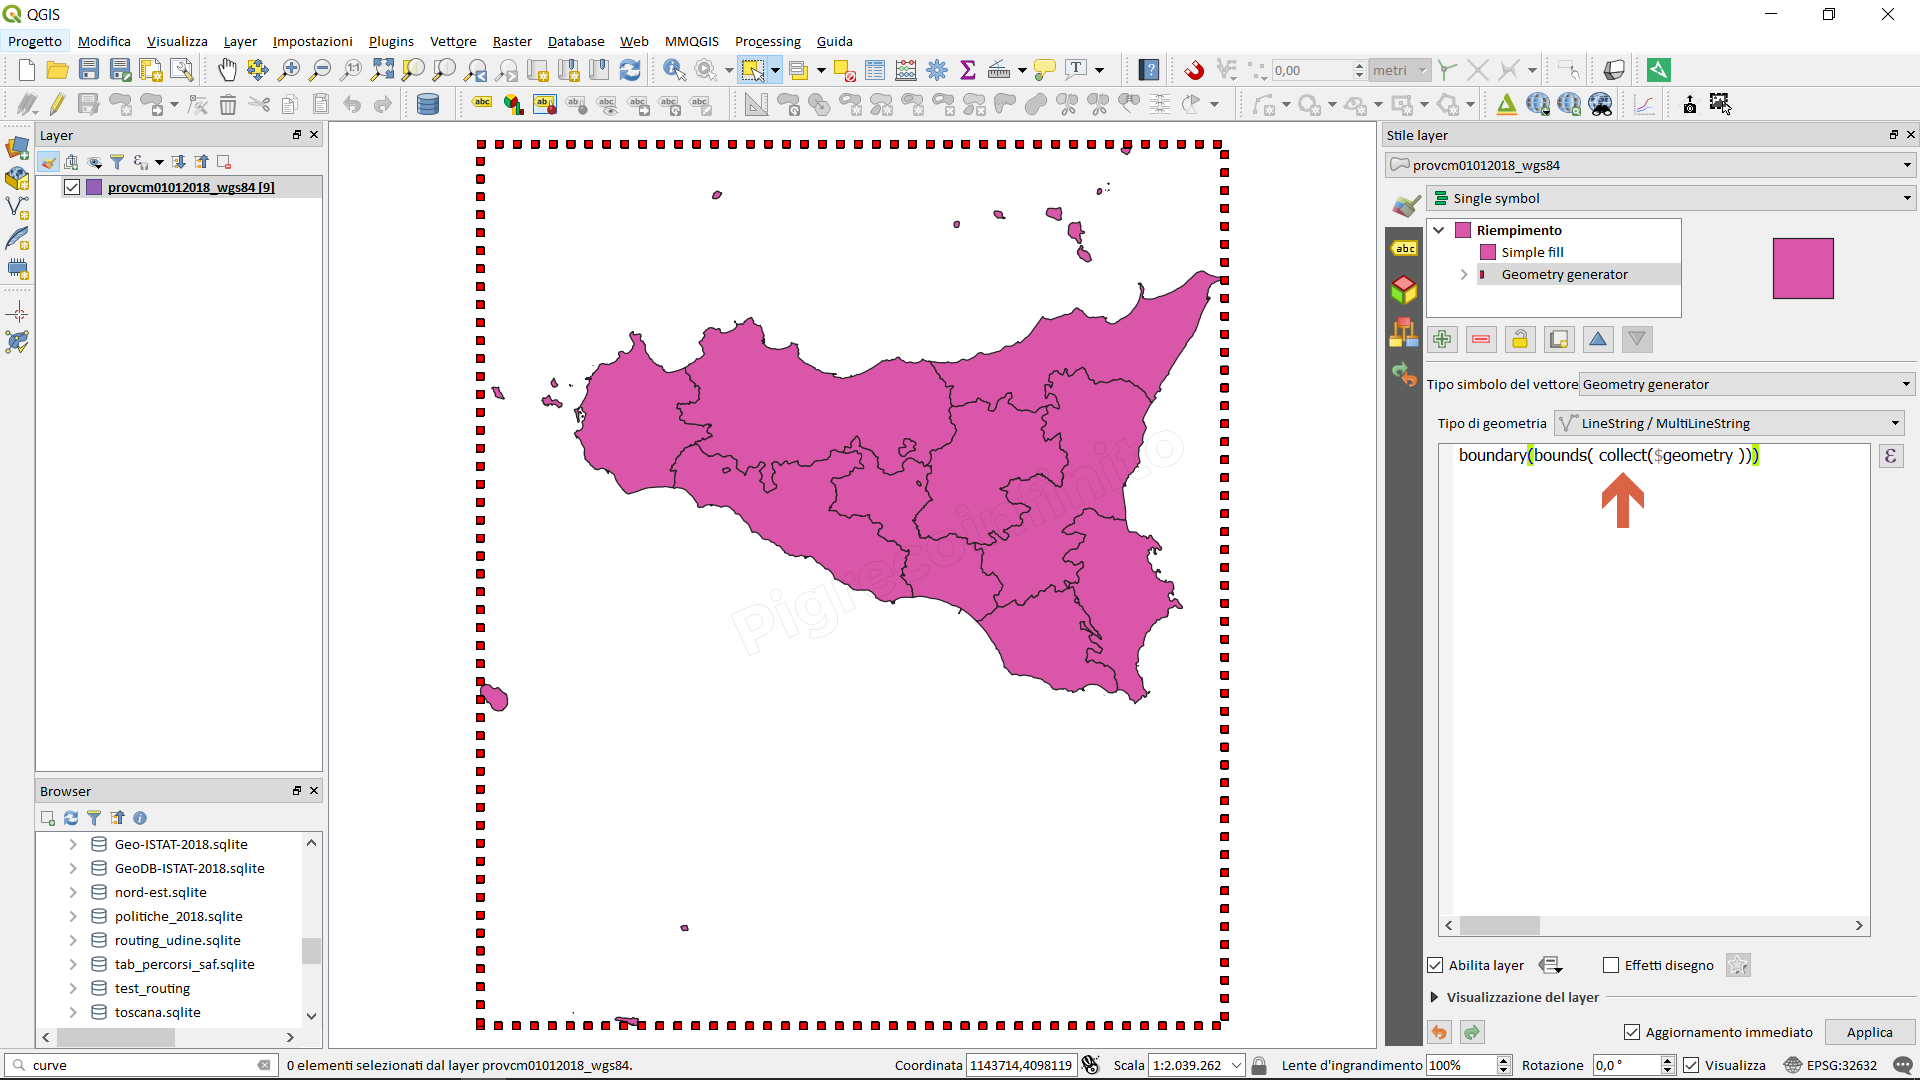 QGIS
Progetto Modifica Visualizza Layer Impostazioni Plugins Vettore Raster Database Web MMQGIS Processing Guida
0,00 metri
Layer
provcm01012018_wgs84 [9]
Browser
Geo-ISTAT-2018.sqlite
GeoDB-ISTAT-2018.sqlite
nord-est.sqlite
politiche_2018.sqlite
routing_udine.sqlite
tab_percorsi_saf.sqlite
test_routing
toscana.sqlite
Pigrecoinfinito
Stile layer
provcm01012018_wgs84
Single symbol
abc
Riempimento
Simple fill
Geometry generator
Tipo simbolo del vettore Geometry generator
Tipo di geometria LineString / MultiLineString
boundary(bounds( collect($geometry )))
ε
Abilita layer Effetti disegno
Visualizzazione del layer
Aggiornamento immediato Applica
curve 0 elementi selezionati dal layer provcm01012018_wgs84. Coordinata 1143714,4098119 Scala 1:2.039.262 Lente d'ingrandimento 100% Rotazione 0,0 ° Visualizza EPSG:32632